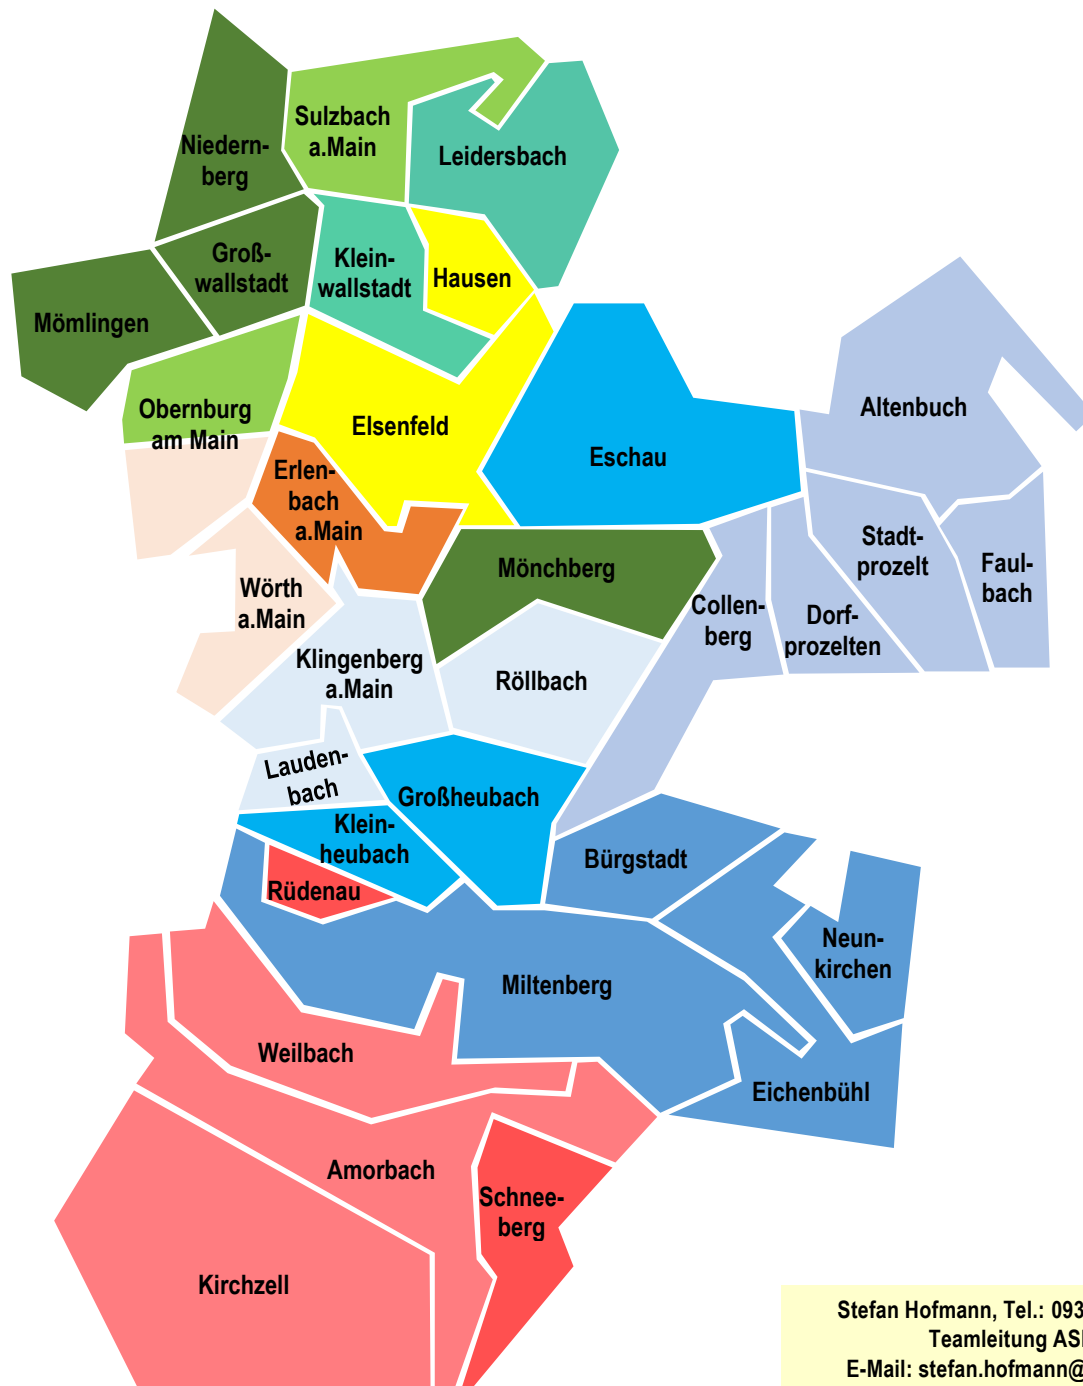 Sulzbach
a.Main
Niedern-
berg
Leidersbach
Groß-
wallstadt
Klein-
wallstadt
Hausen
Mömlingen
Obernburg
am Main
Elsenfeld
Altenbuch
Eschau
Erlen-
bach
a.Main
Stadt-
prozelt
Faul-
bach
Mönchberg
Wörth
a.Main
Collen-
berg
Dorf-
prozelten
Klingenberg
a.Main
Röllbach
Lauden-
bach
Großheubach
Klein-
heubach
Bürgstadt
Rüdenau
Neun-
kirchen
Miltenberg
Weilbach
Eichenbühl
Amorbach
Schnee-
berg
Kirchzell
Stefan Hofmann, Tel.: 093
Teamleitung AS
E-Mail: stefan.hofmann@